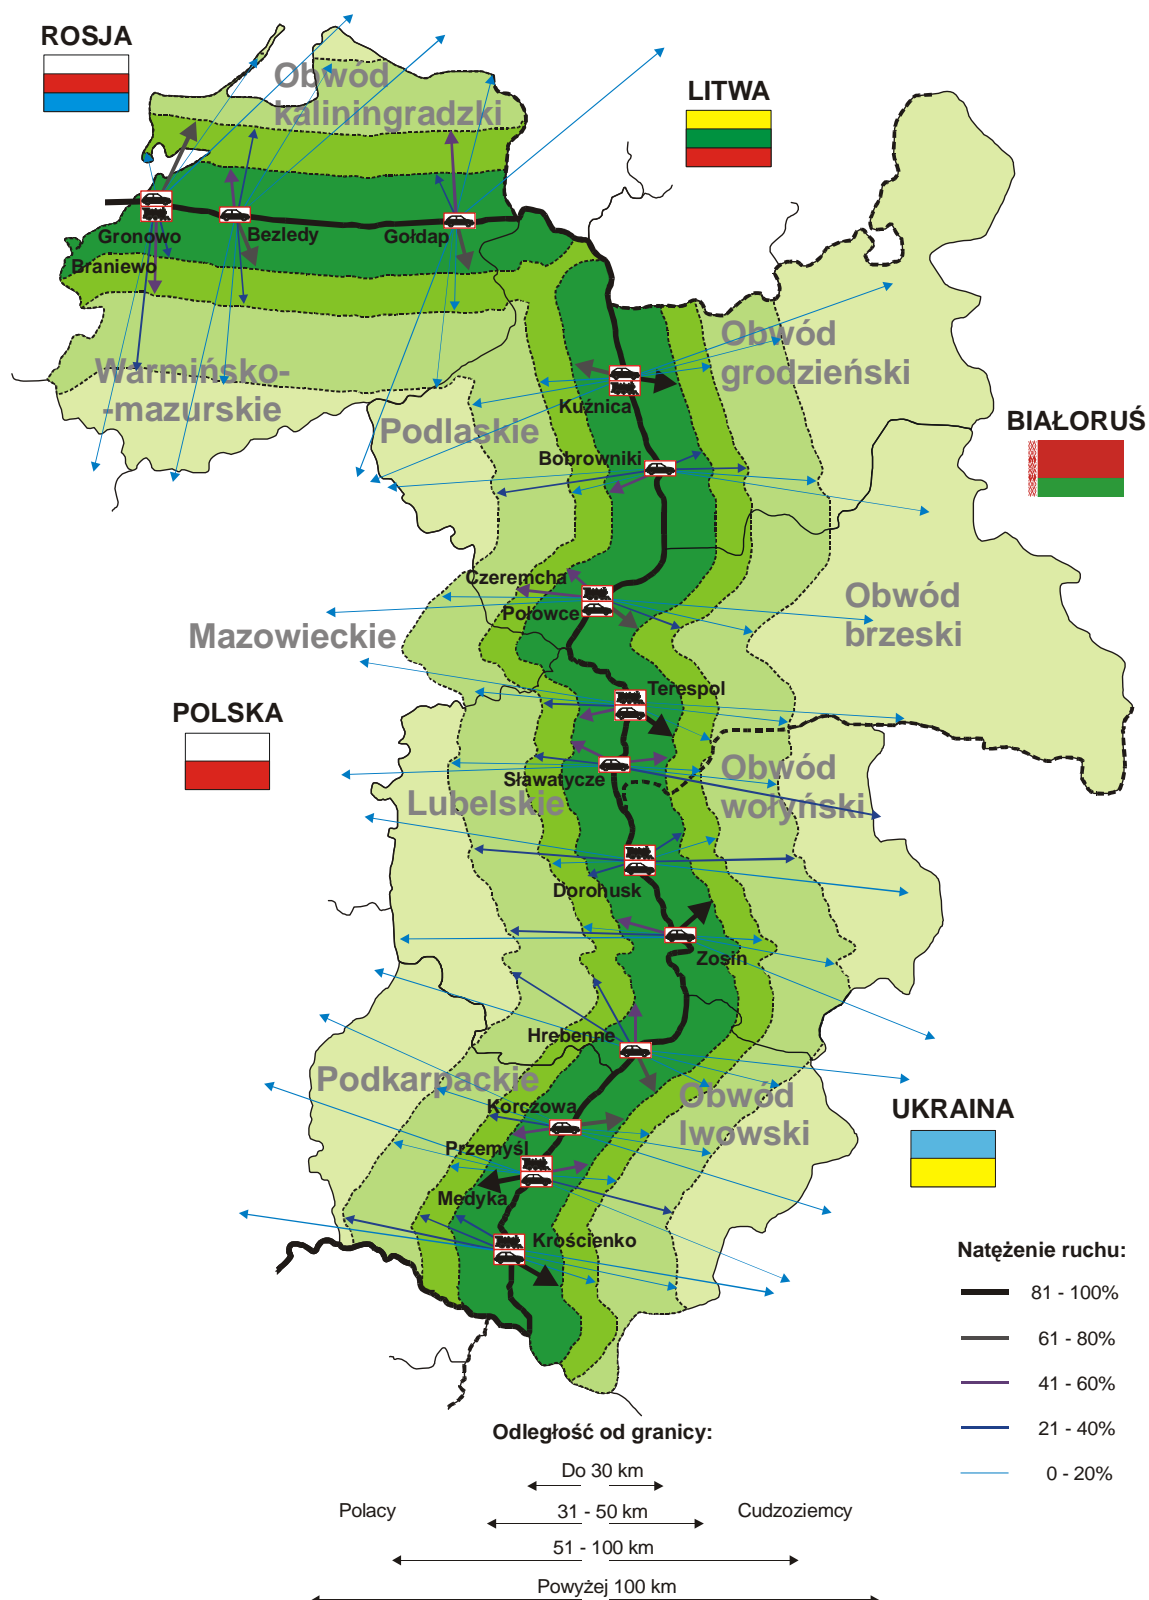 ROSJA
Obwód
kaliningradzki
LITWA
Gronowo
Braniewo
Bezledy
Gołdap
Warmińsko-
-mazurskie
Obwód
grodzieński
Kuźnica
Podlaskie
BIAŁORUŚ
Bobrowniki
Czeremcha
Połowce
Obwód
brzeski
Mazowieckie
POLSKA
Terespol
Sławatycze
Lubelskie
Obwód
wołyński
Dorohusk
Zosin
Hrebenne
Podkarpackie
Korczowa
Obwód
lwowski
UKRAINA
Przemyśl
Medyka
Krościenko
Natężenie ruchu:
81 - 100%
61 - 80%
41 - 60%
21 - 40%
0 - 20%
Odległość od granicy:
Do 30 km
Polacy
31 - 50 km
Cudzoziemcy
51 - 100 km
Powyżej 100 km